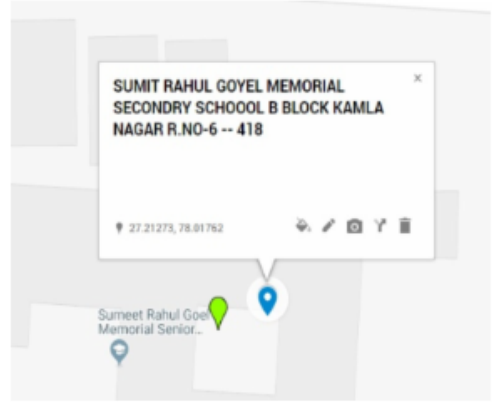 SUMIT RAHUL GOYEL MEMORIAL
SECONDRY SCHOOOL B BLOCK KAMLA
NAGAR R.NO-6 -- 418
27.21273, 78.01762
Sumeet Rahul Goel
Memorial Senior...